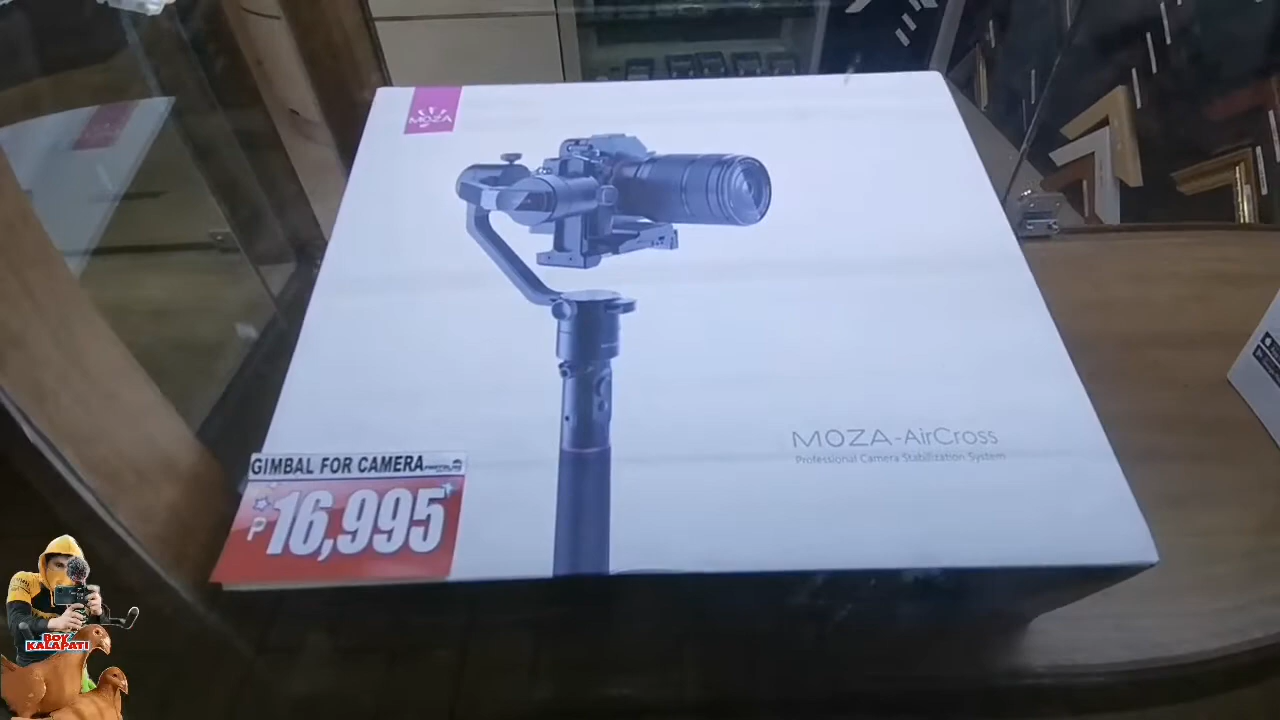 MOZA
MOZA-AirCross
Professional Camera Stabilization System
GIMBAL FOR CAMERA
₱16,995
BOY
KALAPATI